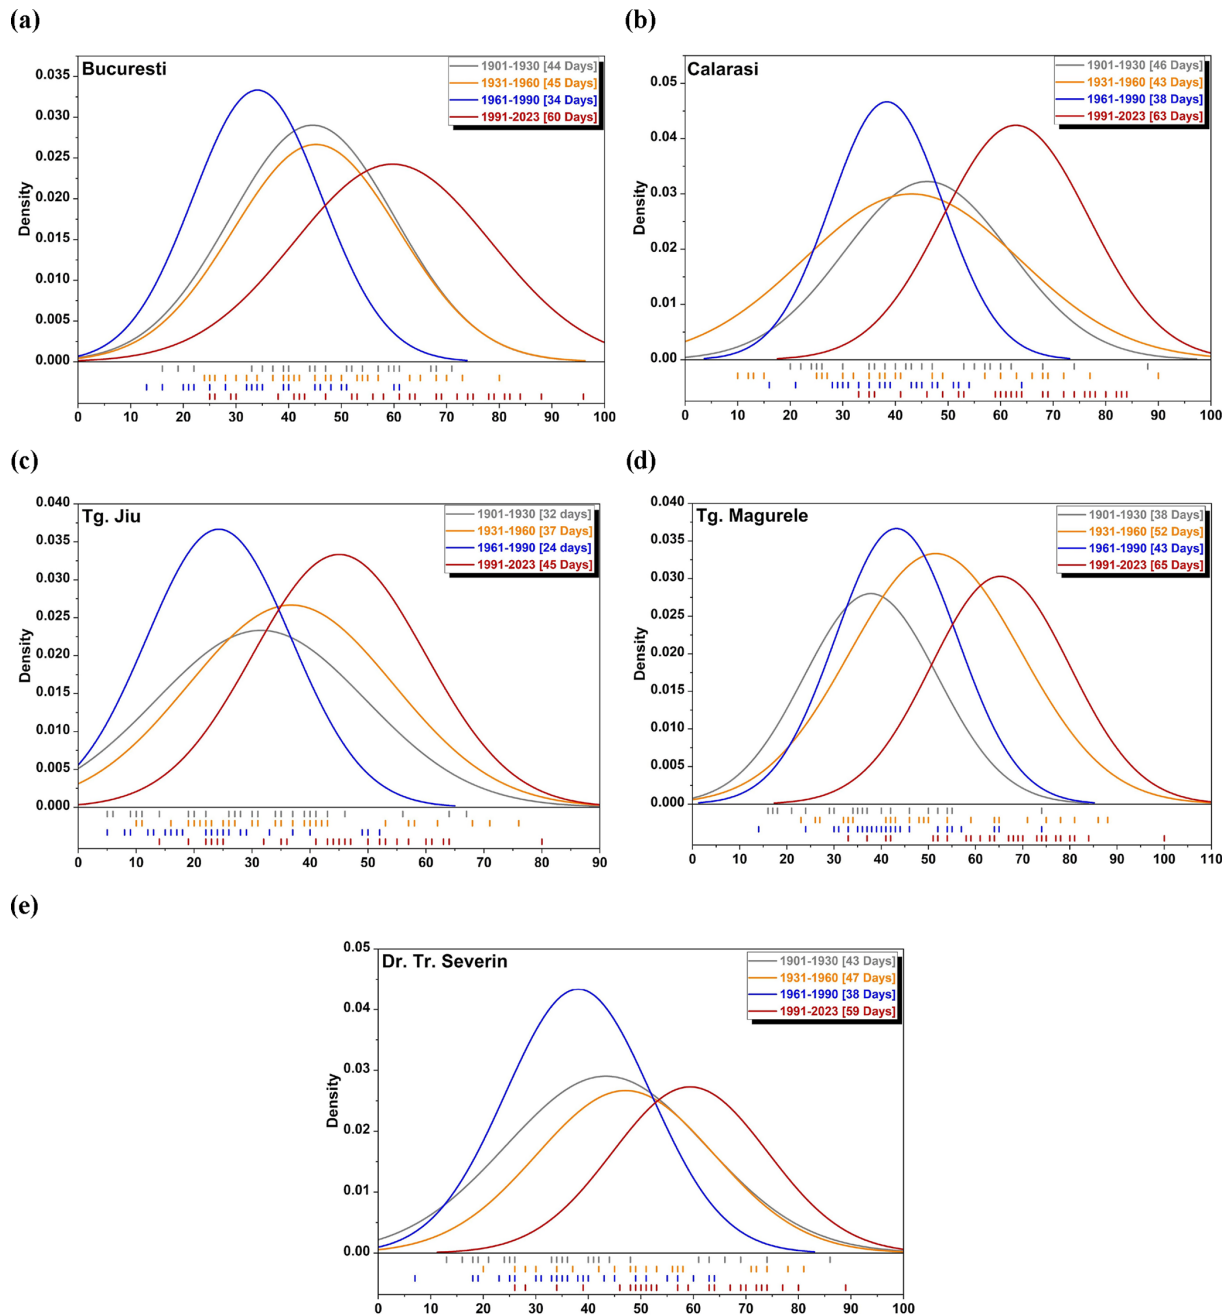 (a)
Bucuresti
1901-1930 [44 Days]
1931-1960 [45 Days]
1961-1990 [34 Days]
1991-2023 [60 Days]
Density
0.035
0.030
0.025
0.020
0.015
0.010
0.005
0.000
0 10 20 30 40 50 60 70 80 90 100
(b)
Calarasi
1901-1930 [46 Days]
1931-1960 [43 Days]
1961-1990 [38 Days]
1991-2023 [63 Days]
Density
0.05
0.04
0.03
0.02
0.01
0.00
0 10 20 30 40 50 60 70 80 90 100
(c)
Tg. Jiu
1901-1930 [32 days]
1931-1960 [37 Days]
1961-1990 [24 days]
1991-2023 [45 Days]
Density
0.040
0.035
0.030
0.025
0.020
0.015
0.010
0.005
0.000
0 10 20 30 40 50 60 70 80 90
(d)
Tg. Magurele
1901-1930 [38 Days]
1931-1960 [52 Days]
1961-1990 [43 Days]
1991-2023 [65 Days]
Density
0.040
0.035
0.030
0.025
0.020
0.015
0.010
0.005
0.000
0 10 20 30 40 50 60 70 80 90 100 110
(e)
Dr. Tr. Severin
1901-1930 [43 Days]
1931-1960 [47 Days]
1961-1990 [38 Days]
1991-2023 [59 Days]
Density
0.05
0.04
0.03
0.02
0.01
0.00
0 10 20 30 40 50 60 70 80 90 100